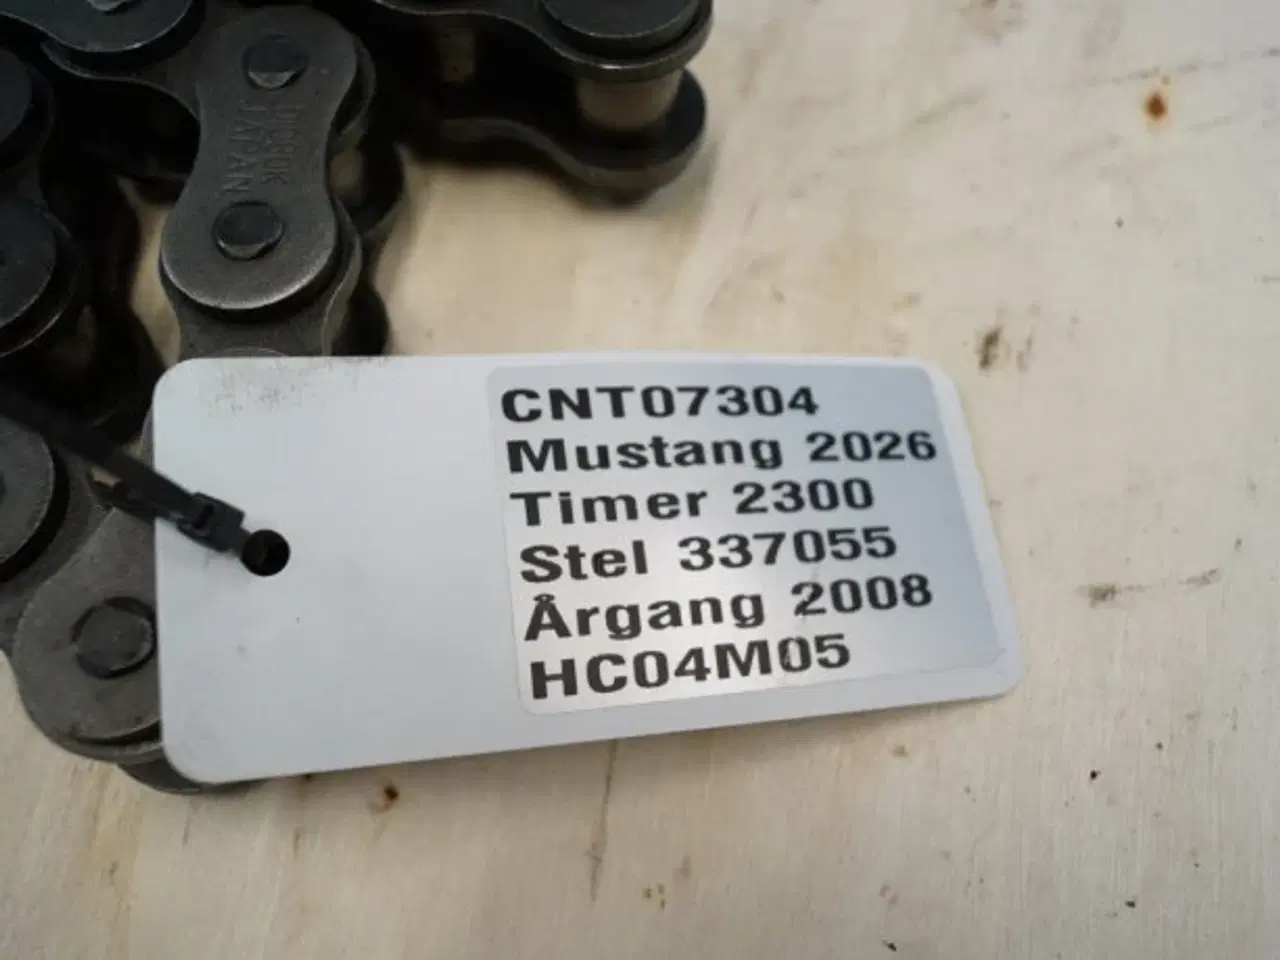 JAPAN
CNT07304
Mustang 2026
Timer 2300
Stel 337055
Årgang 2008
HC04M05